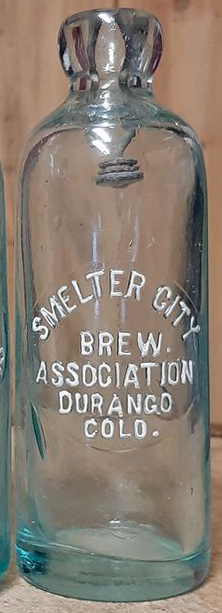 SMELTER CITY
BREW.
ASSOCIATION
DURANGO
COLO.